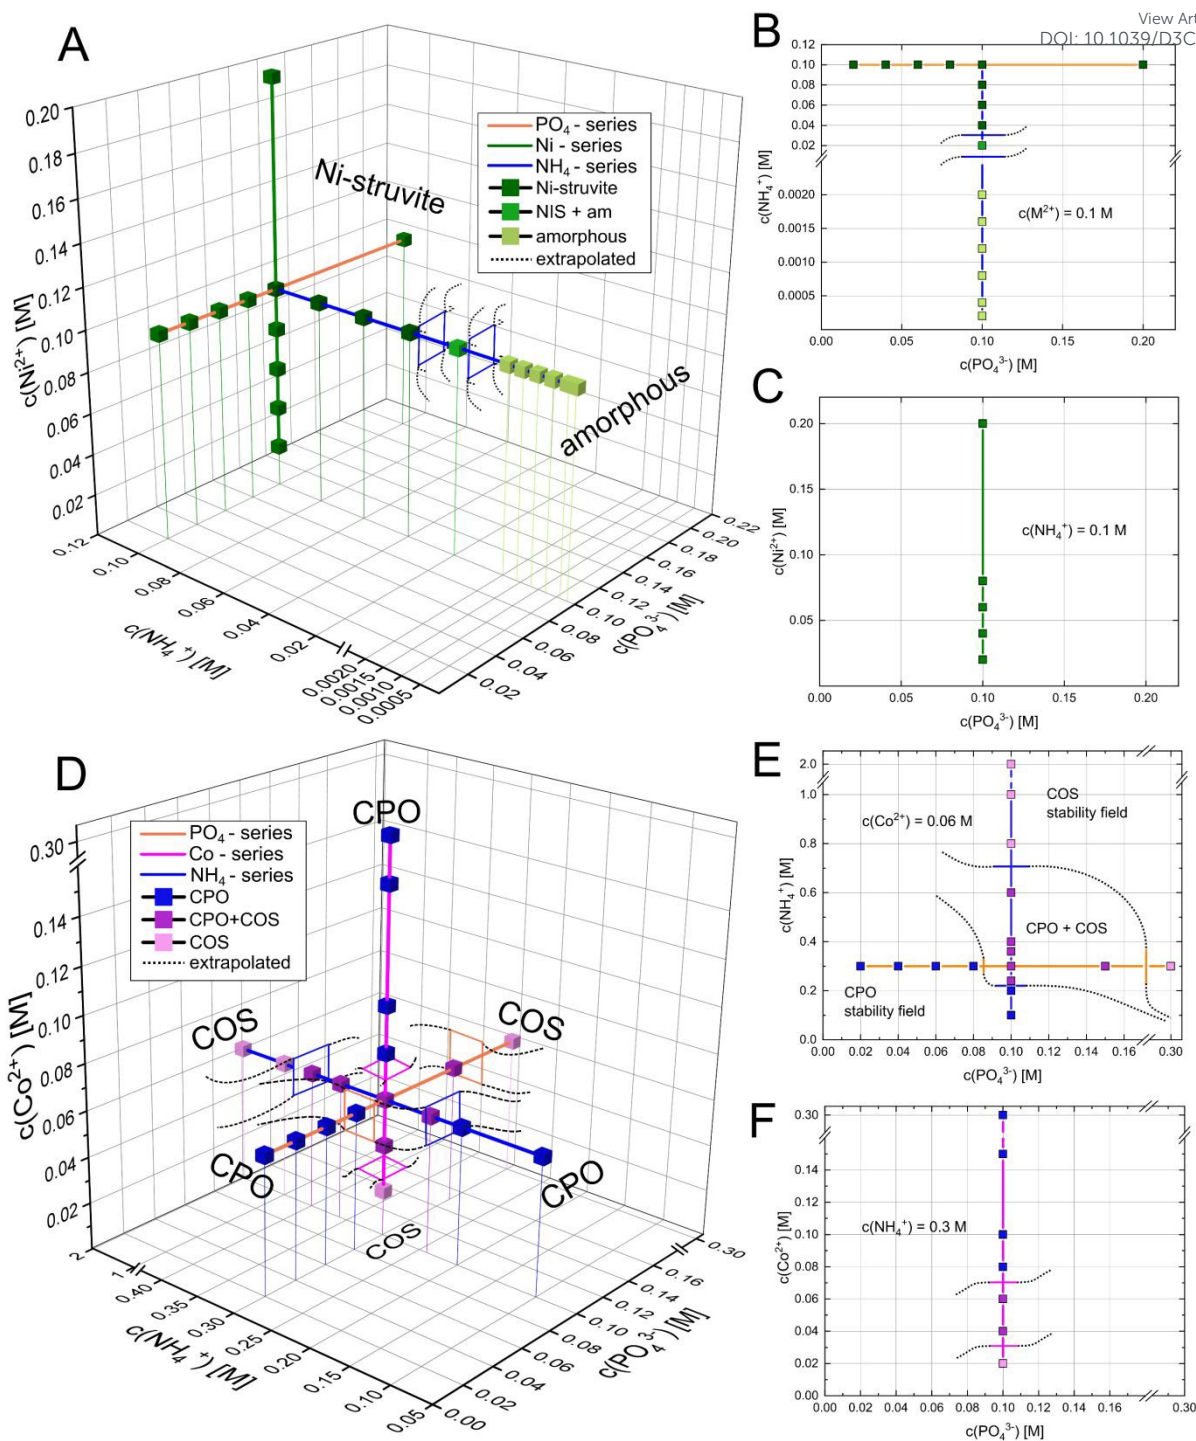 View Art
DOI: 10.1039/D3C
A
0.20
0.18
0.16
0.14
0.12
0.10
0.08
0.06
0.04
0.02
c(Ni²⁺) [M]
0.12
0.10
0.08
0.06
0.04
0.02
0.0020
0.0015
0.0010
0.0005
c(NH₄⁺) [M]
0.02
0.04
0.06
0.08
0.10
0.12
0.14
0.16
0.18
0.20
0.22
c(PO₄³⁻) [M]
Ni-struvite
amorphous
PO₄ - series
Ni - series
NH₄ - series
Ni-struvite
NIS + am
amorphous
extrapolated
B
0.12
0.10
0.08
0.06
0.04
0.02
0.0020
0.0015
0.0010
0.0005
c(NH₄⁺) [M]
c(M²⁺) = 0.1 M
0.00 0.05 0.10 0.15 0.20
c(PO₄³⁻) [M]
C
0.20
0.15
0.10
0.05
c(Ni²⁺) [M]
c(NH₄⁺) = 0.1 M
0.00 0.05 0.10 0.15 0.20
c(PO₄³⁻) [M]
D
0.30
0.14
0.12
0.10
0.08
0.06
0.04
0.02
c(Co²⁺) [M]
2
1
0.40
0.35
0.30
0.25
0.20
0.15
0.10
0.05
c(NH₄⁺) [M]
0.00
0.02
0.04
0.06
0.08
0.10
0.12
0.14
0.16
0.30
c(PO₄³⁻) [M]
PO₄ - series
Co - series
NH₄ - series
CPO
CPO+COS
COS
extrapolated
CPO
COS
COS
CPO
CPO
COS
E
2.0
1.0
0.8
0.6
0.4
0.2
0.0
c(NH₄⁺) [M]
c(Co²⁺) = 0.06 M
COS
stability field
CPO + COS
CPO
stability field
0.00 0.02 0.04 0.06 0.08 0.10 0.12 0.14 0.16 0.30
c(PO₄³⁻) [M]
F
0.30
0.14
0.12
0.10
0.08
0.06
0.04
0.02
0.00
c(Co²⁺) [M]
c(NH₄⁺) = 0.3 M
0.00 0.02 0.04 0.06 0.08 0.10 0.12 0.14 0.16 0.30
c(PO₄³⁻) [M]